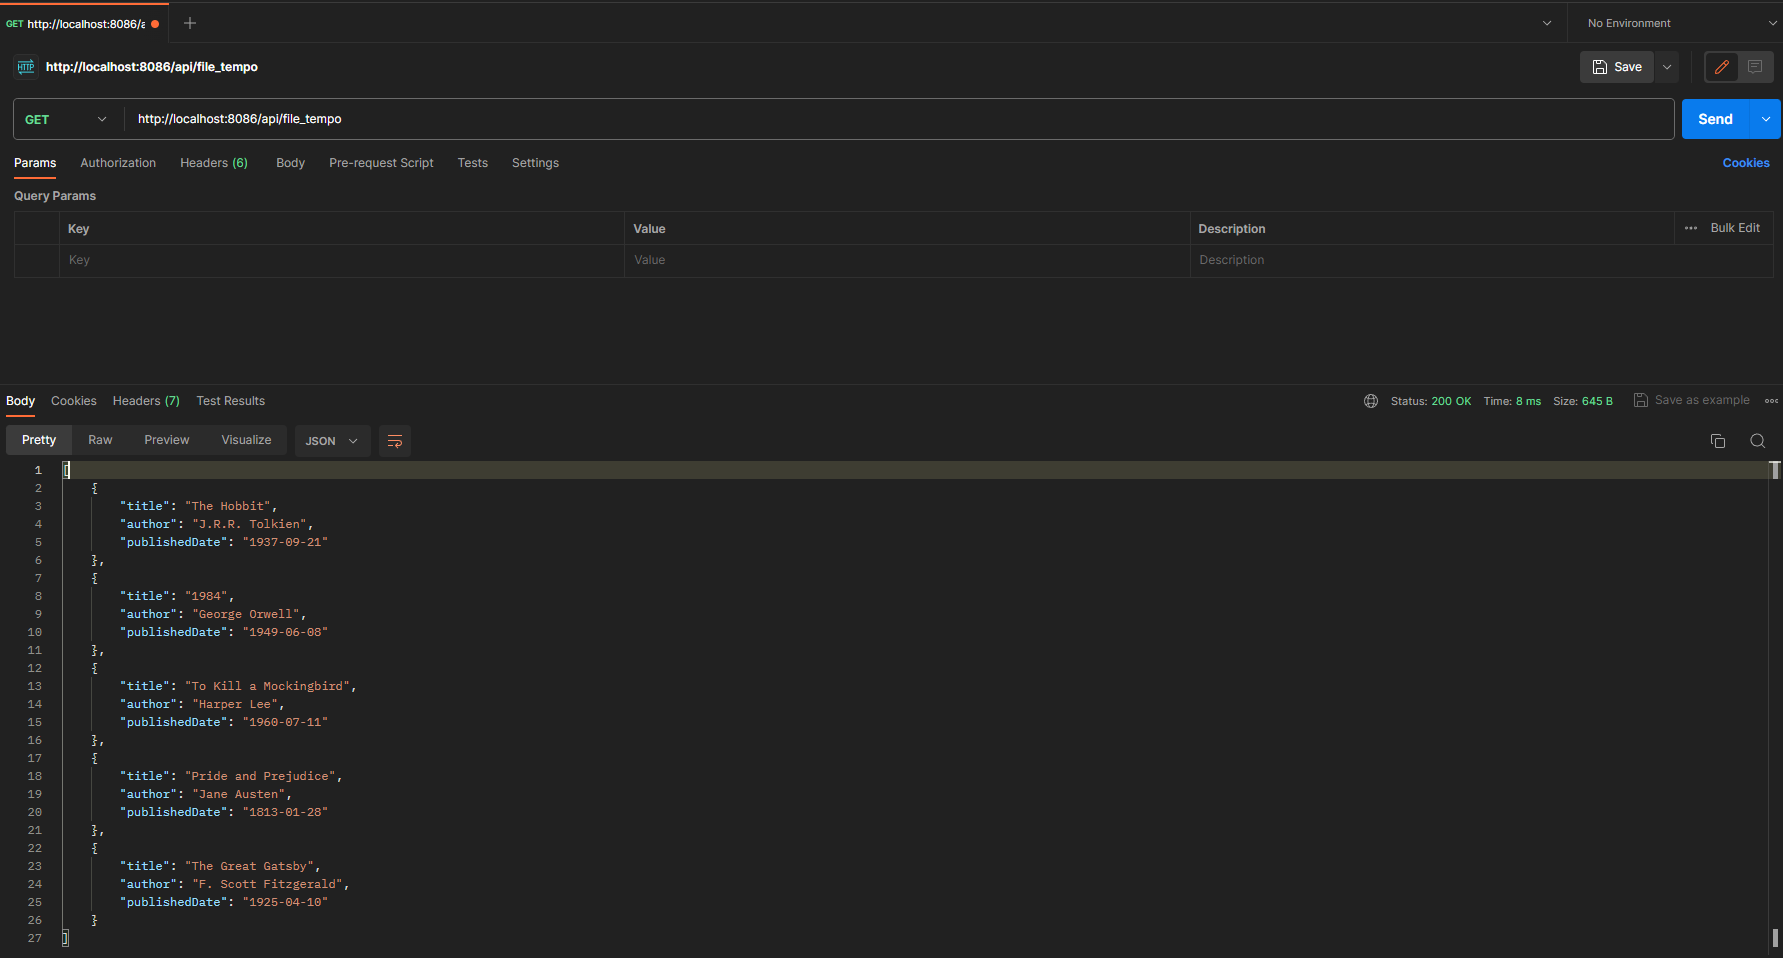 GET http://localhost:8086/a
No Environment
HTTP http://localhost:8086/api/file_tempo
Save
GET http://localhost:8086/api/file_tempo Send
Params Authorization Headers (6) Body Pre-request Script Tests Settings Cookies
Query Params
Key Value Description ••• Bulk Edit
Key Value Description
Body Cookies Headers (7) Test Results Status: 200 OK Time: 8 ms Size: 645 B Save as example
Pretty Raw Preview Visualize JSON
1 [
2 {
3 "title": "The Hobbit",
4 "author": "J.R.R. Tolkien",
5 "publishedDate": "1937-09-21"
6 },
7 {
8 "title": "1984",
9 "author": "George Orwell",
10 "publishedDate": "1949-06-08"
11 },
12 {
13 "title": "To Kill a Mockingbird",
14 "author": "Harper Lee",
15 "publishedDate": "1960-07-11"
16 },
17 {
18 "title": "Pride and Prejudice",
19 "author": "Jane Austen",
20 "publishedDate": "1813-01-28"
21 },
22 {
23 "title": "The Great Gatsby",
24 "author": "F. Scott Fitzgerald",
25 "publishedDate": "1925-04-10"
26 }
27 ]